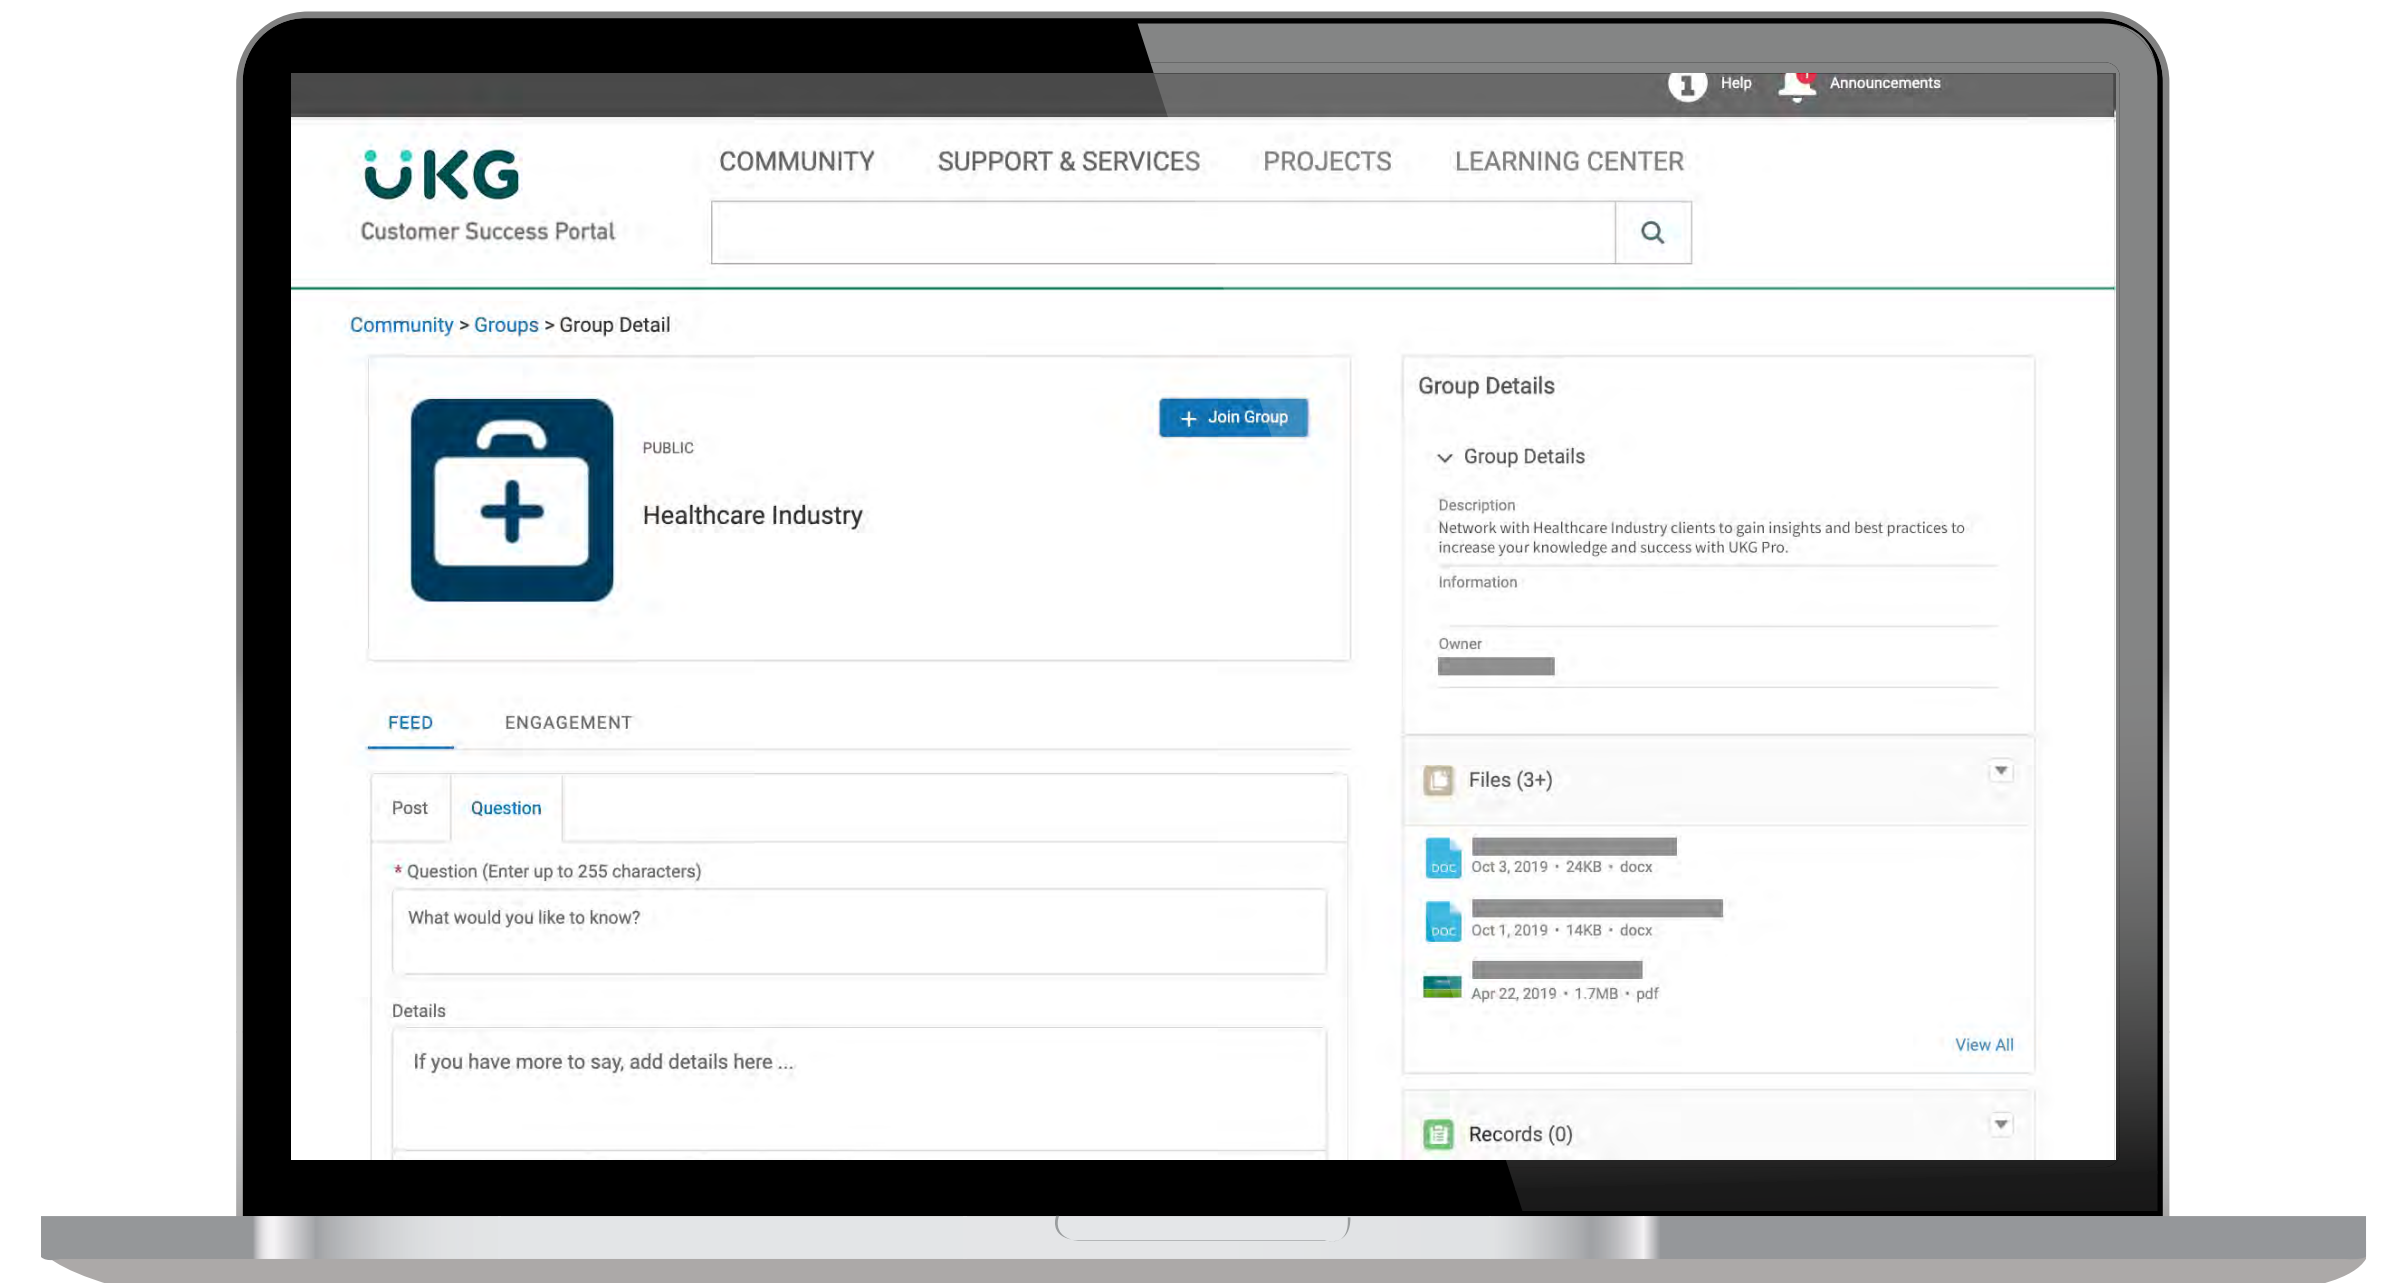 Help
Announcements
UKG
Customer Success Portal
COMMUNITY
SUPPORT & SERVICES
PROJECTS
LEARNING CENTER
Community > Groups > Group Detail
+ Join Group
PUBLIC
Healthcare Industry
FEED
ENGAGEMENT
Post
Question
* Question (Enter up to 255 characters)
What would you like to know?
Details
If you have more to say, add details here ...
Group Details
Group Details
Description
Network with Healthcare Industry clients to gain insights and best practices to
increase your knowledge and success with UKG Pro.
Information
Owner
Files (3+)
DOC
Oct 3, 2019 • 24KB • docx
DOC
Oct 1, 2019 • 14KB • docx
Apr 22, 2019 • 1.7MB • pdf
View All
Records (0)